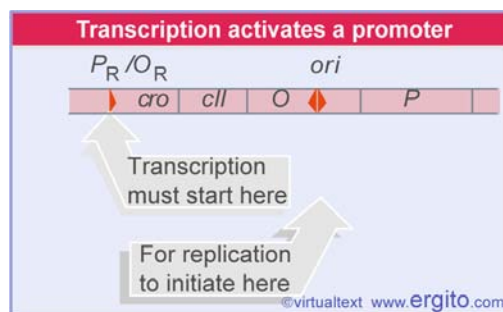 Transcription activates a promoter
PR /OR ori
cro cII O P
Transcription
must start here
For replication
to initiate here
©virtualtext www.ergito.com